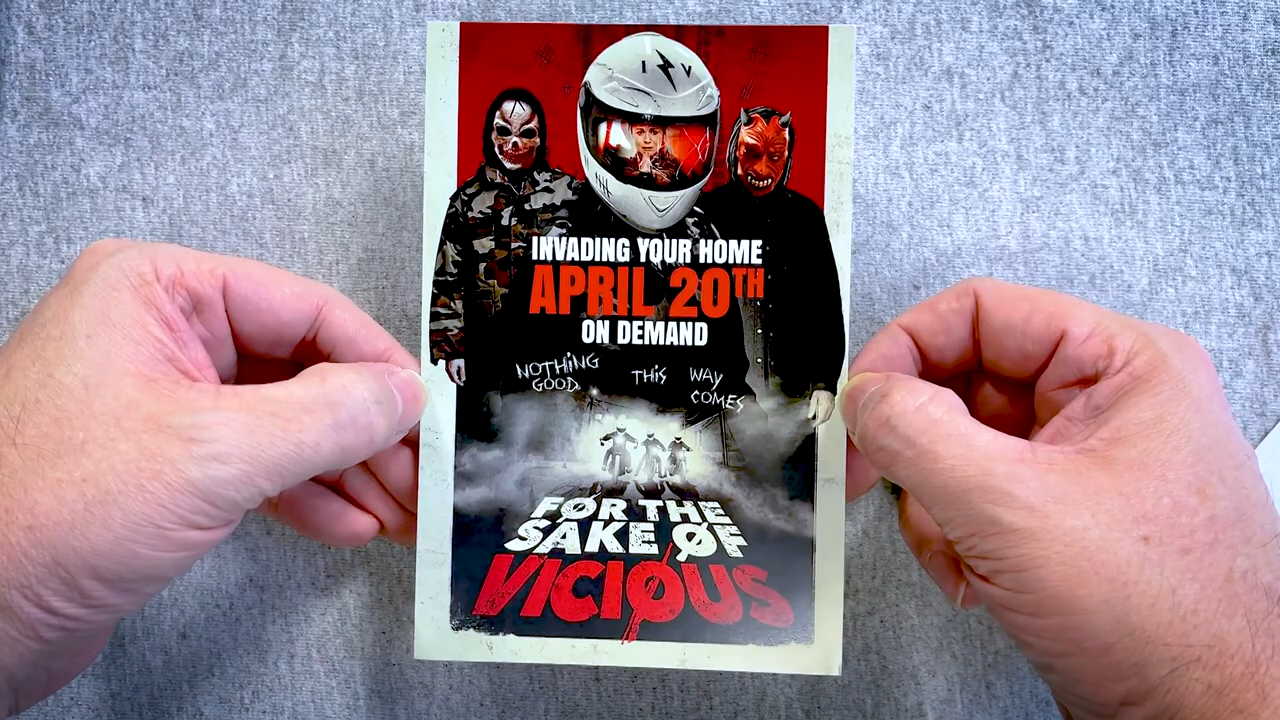 I V
INVADING YOUR HOME
APRIL 20TH
ON DEMAND
NOTHING GOOD THIS WAY COMES
FØR THE
SAKE ØF
VICIØUS